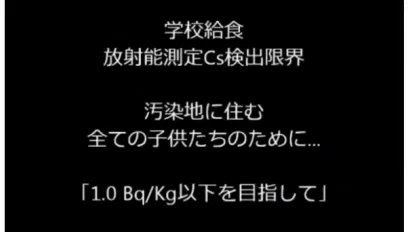 学校給食
放射能測定Cs検出限界
汚染地に住む
全ての子供たちのために...
「1.0 Bq/Kg以下を目指して」